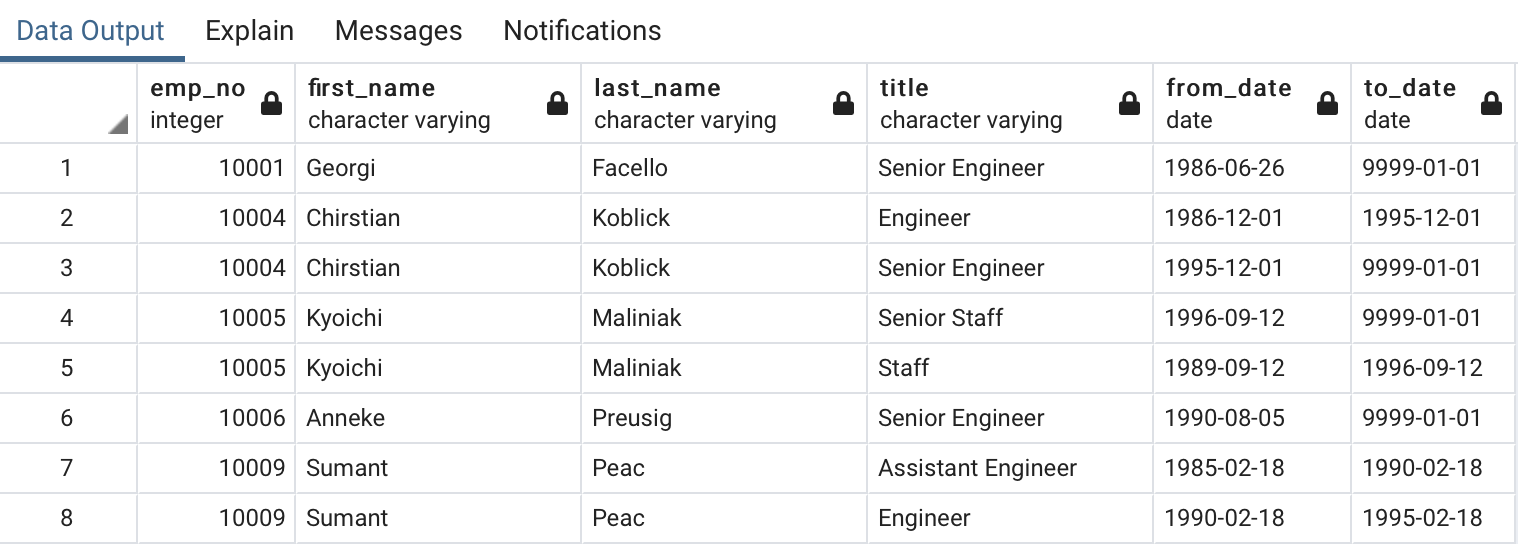 Data Output Explain Messages Notifications
emp_no first_name last_name title from_date to_date
integer character varying character varying character varying date date
1 10001 Georgi Facello Senior Engineer 1986-06-26 9999-01-01
2 10004 Chirstian Koblick Engineer 1986-12-01 1995-12-01
3 10004 Chirstian Koblick Senior Engineer 1995-12-01 9999-01-01
4 10005 Kyoichi Maliniak Senior Staff 1996-09-12 9999-01-01
5 10005 Kyoichi Maliniak Staff 1989-09-12 1996-09-12
6 10006 Anneke Preusig Senior Engineer 1990-08-05 9999-01-01
7 10009 Sumant Peac Assistant Engineer 1985-02-18 1990-02-18
8 10009 Sumant Peac Engineer 1990-02-18 1995-02-18